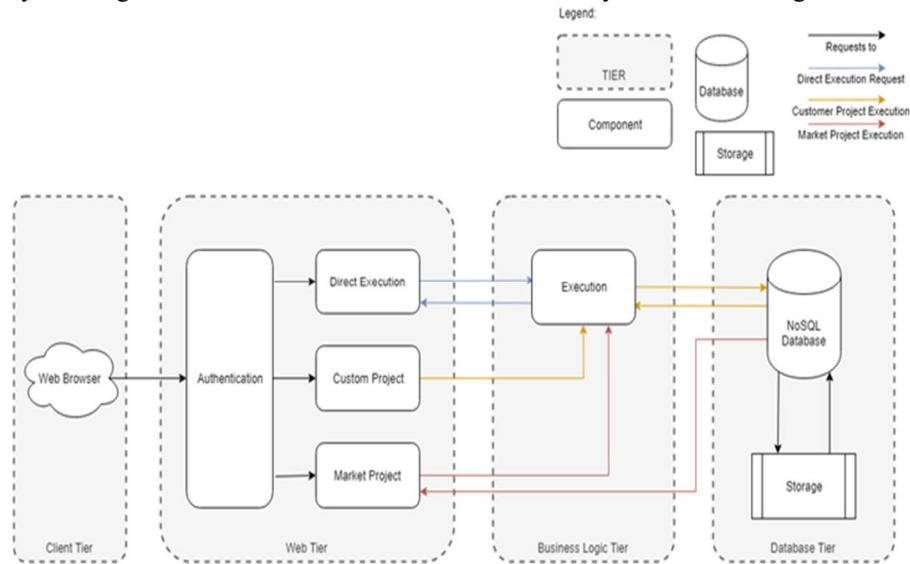 Legend:
TIER
Component
Database
Storage
Requests to
Direct Execution Request
Customer Project Execution
Market Project Execution
Web Browser
Client Tier
Authentication
Direct Execution
Custom Project
Market Project
Web Tier
Execution
Business Logic Tier
NoSQL
Database
Storage
Database Tier